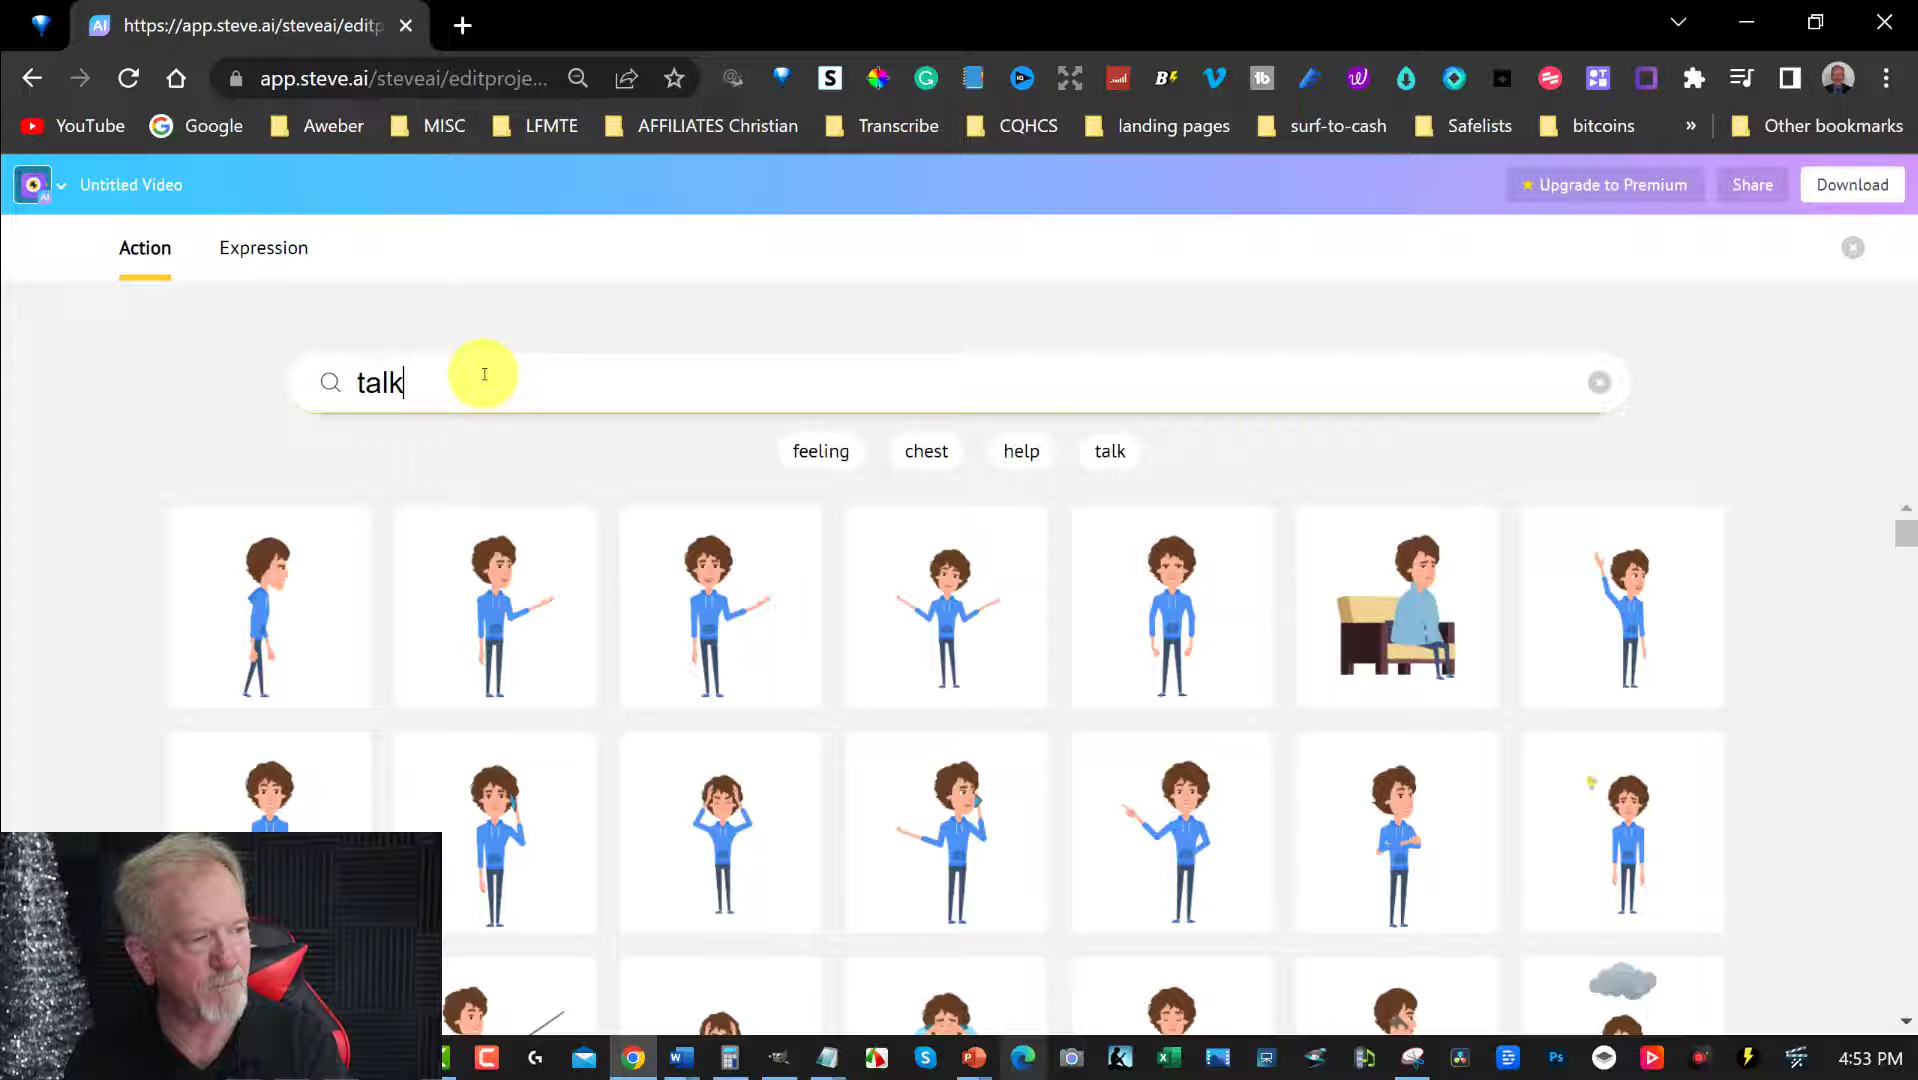 https://app.steve.ai/steveai/editp
app.steve.ai/steveai/editproje...
YouTube Google Aweber MISC LFMTE AFFILIATES Christian Transcribe CQHCS landing pages surf-to-cash Safelists bitcoins » Other bookmarks
Untitled Video Upgrade to Premium Share Download
Action Expression
talk
feeling chest help talk
4:53 PM